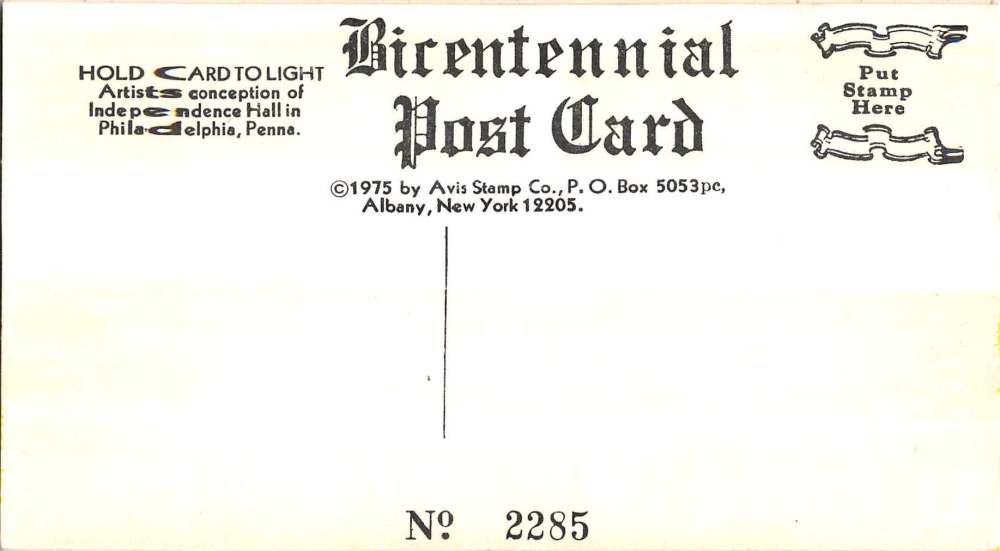 Bicentennial
Post Card
HOLD CARD TO LIGHT
Artists conception of
Independence Hall in
Philadelphia, Penna.
Put
Stamp
Here
©1975 by Avis Stamp Co., P. O. Box 5053pc,
Albany, New York 12205.
Nº 2285